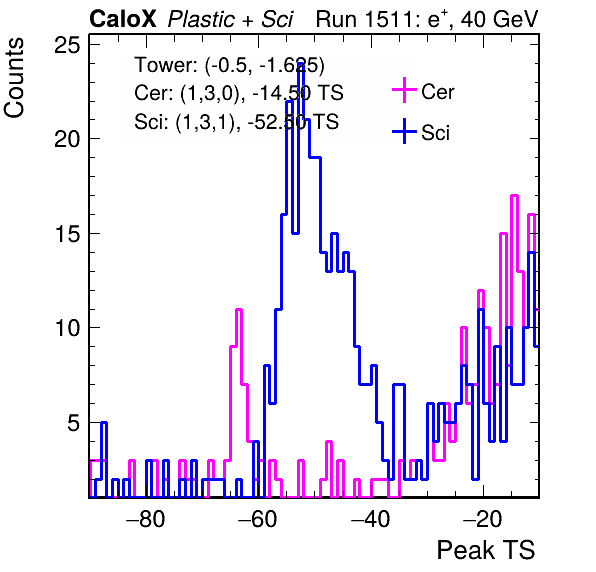 CaloX Plastic + Sci Run 1511: e⁺, 40 GeV
Counts
25
20
15
10
5
Tower: (-0.5, -1.625)
Cer: (1,3,0), -14.50 TS
Sci: (1,3,1), -52.50 TS
Cer
Sci
−80 −60 −40 −20
Peak TS